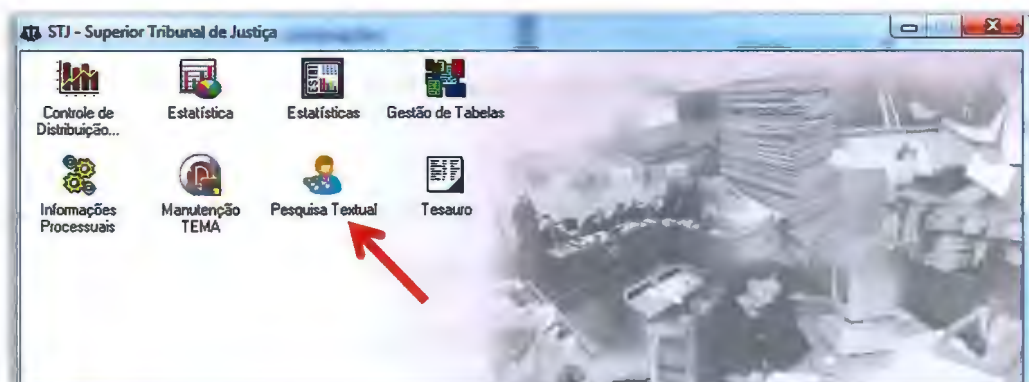 STJ - Superior Tribunal de Justiça
Controle de
Distribuição...
Estatística
Estatísticas
Gestão de Tabelas
Informações
Processuais
Manutenção
TEMA
Pesquisa Textual
Tesauro